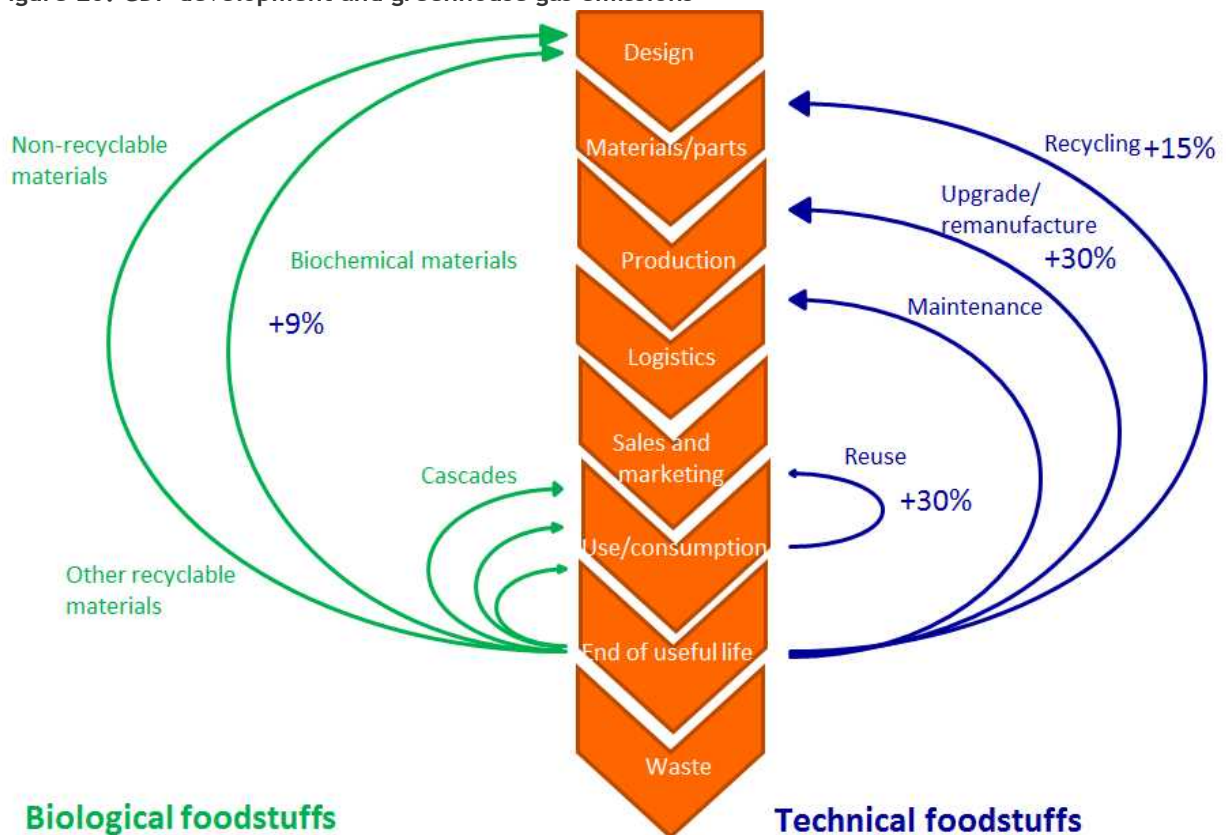 Design
Non-recyclable
materials
Recycling +15%
Materials/parts
Upgrade/
remanufacture
+30%
Biochemical materials
Production
Maintenance
+9%
Logistics
Sales and
marketing
Reuse
Cascades
+30%
Use/consumption
Other recyclable
materials
End of useful life
Waste
Biological foodstuffs
Technical foodstuffs